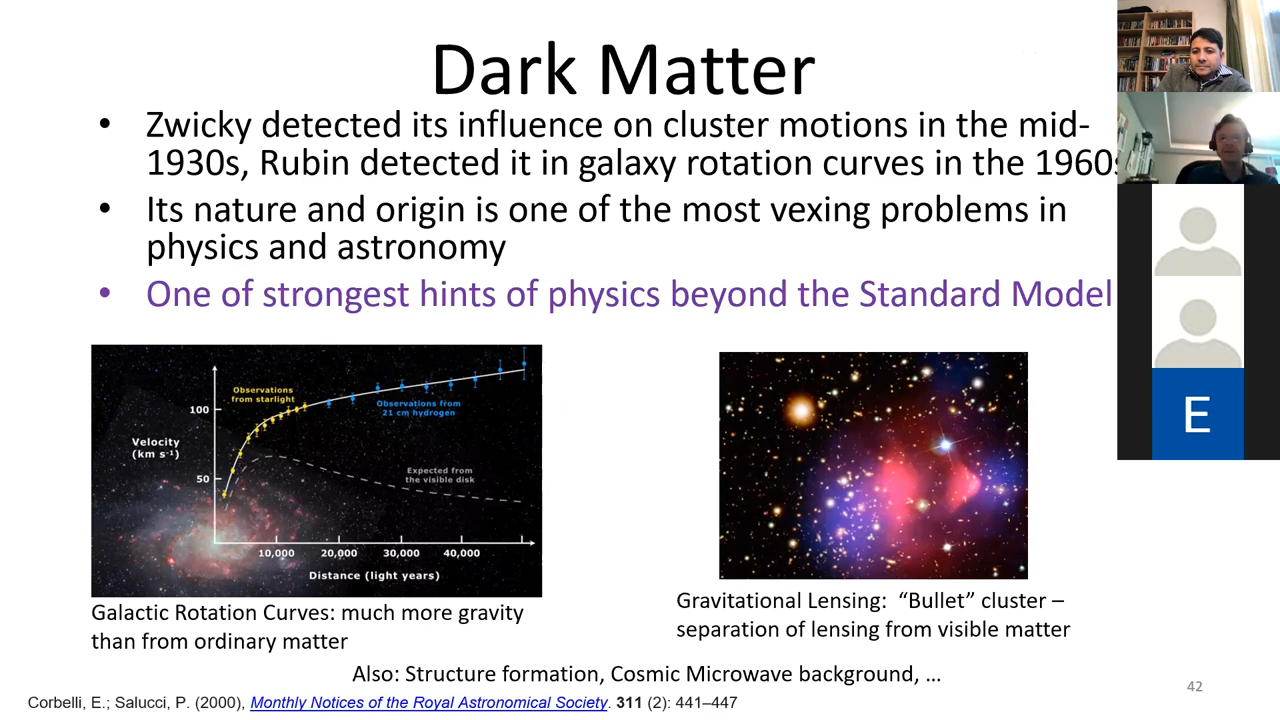 Dark Matter
• Zwicky detected its influence on cluster motions in the mid-
1930s, Rubin detected it in galaxy rotation curves in the 1960s
• Its nature and origin is one of the most vexing problems in
physics and astronomy
• One of strongest hints of physics beyond the Standard Model
Observations
from starlight
Observations from
21 cm hydrogen
100
Velocity
(km s⁻¹)
Expected from
the visible disk
50
10,000 20,000 30,000 40,000
Distance (light years)
Galactic Rotation Curves: much more gravity
than from ordinary matter
Gravitational Lensing: “Bullet” cluster –
separation of lensing from visible matter
Also: Structure formation, Cosmic Microwave background, …
42
Corbelli, E.; Salucci, P. (2000), Monthly Notices of the Royal Astronomical Society. 311 (2): 441–447
E